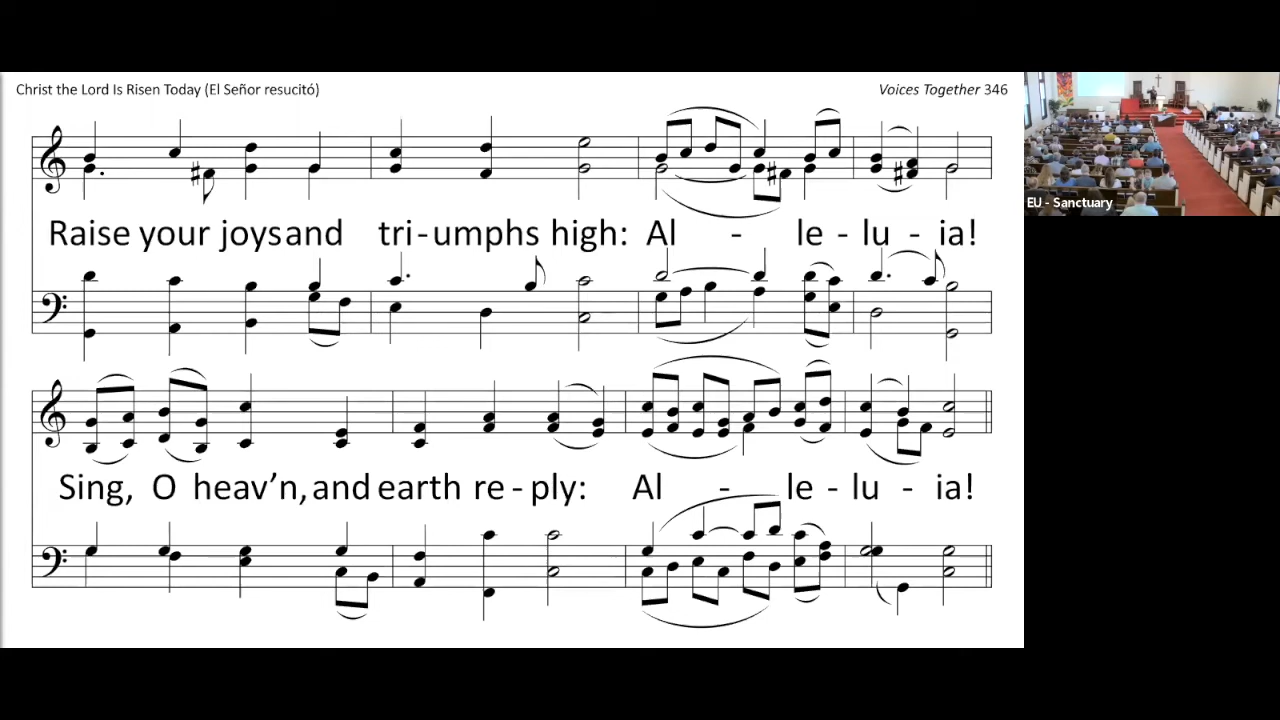 Christ the Lord Is Risen Today (El Señor resucitó)
Voices Together 346
Raise your joys and tri - umphs high: Al - le - lu - ia!
Sing, O heav’n, and earth re - ply: Al - le - lu - ia!
EU - Sanctuary